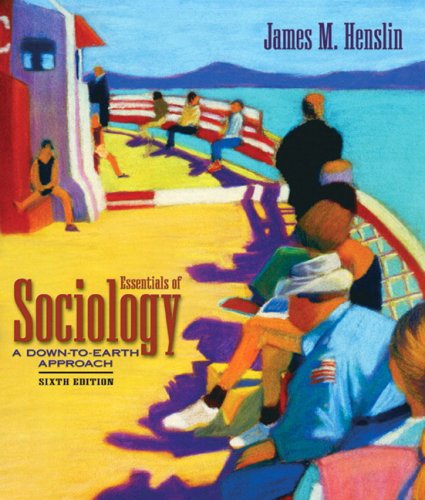 James M. Henslin
Essentials of
Sociology
A DOWN-TO-EARTH
APPROACH
SIXTH EDITION